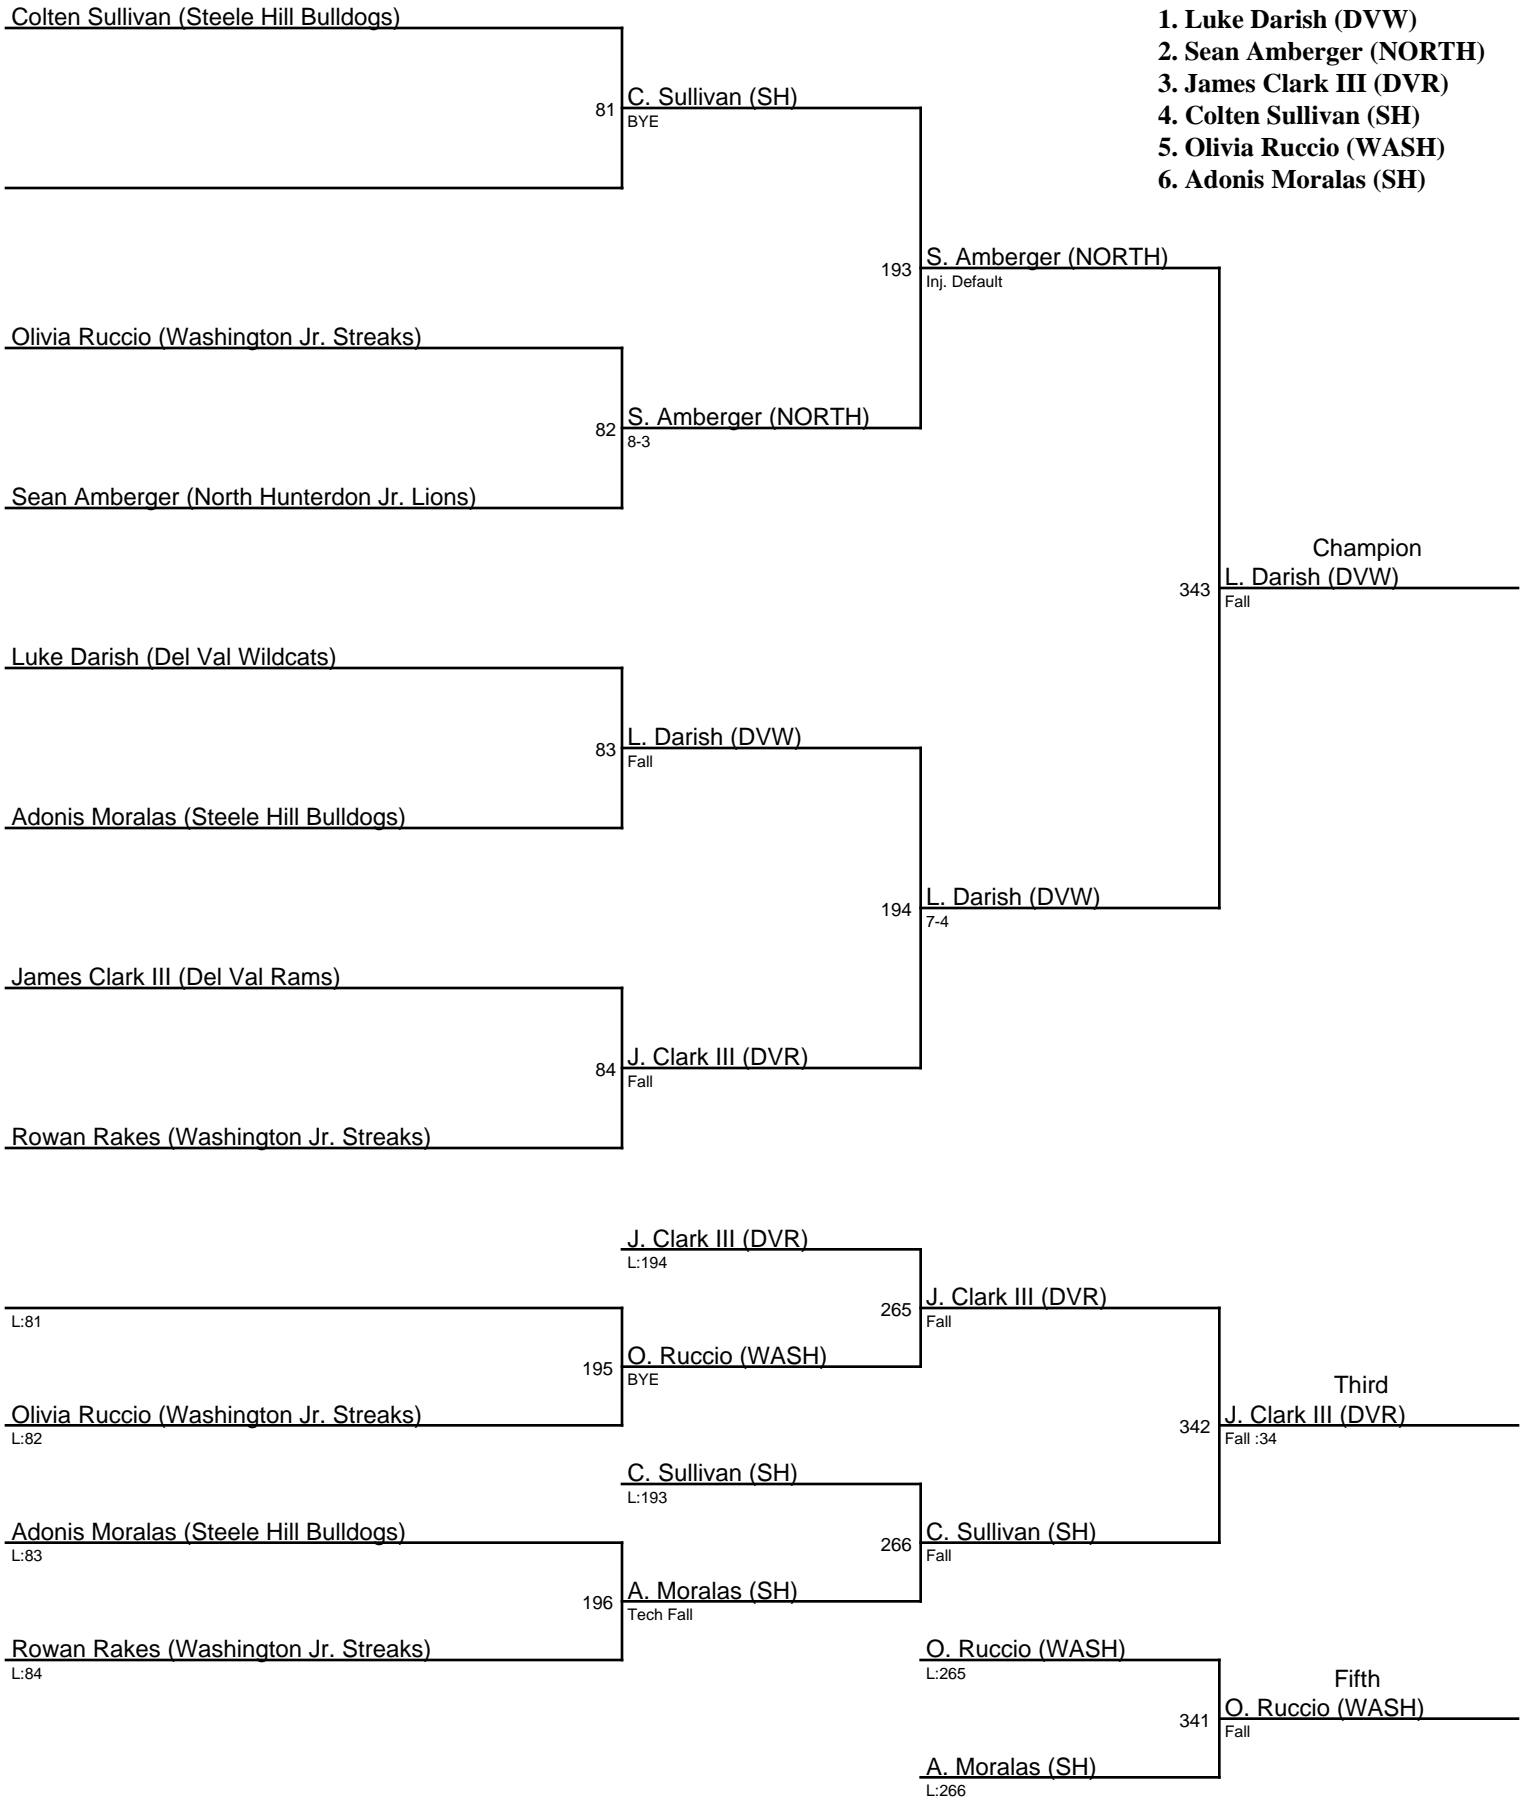 Colten Sullivan (Steele Hill Bulldogs)
1. Luke Darish (DVW)
2. Sean Amberger (NORTH)
3. James Clark III (DVR)
4. Colten Sullivan (SH)
5. Olivia Ruccio (WASH)
6. Adonis Moralas (SH)
81 C. Sullivan (SH)
BYE
193 S. Amberger (NORTH)
Inj. Default
Olivia Ruccio (Washington Jr. Streaks)
82 S. Amberger (NORTH)
8-3
Sean Amberger (North Hunterdon Jr. Lions)
Champion
343 L. Darish (DVW)
Fall
Luke Darish (Del Val Wildcats)
83 L. Darish (DVW)
Fall
Adonis Moralas (Steele Hill Bulldogs)
194 L. Darish (DVW)
7-4
James Clark III (Del Val Rams)
84 J. Clark III (DVR)
Fall
Rowan Rakes (Washington Jr. Streaks)
J. Clark III (DVR)
L:194
L:81
265 J. Clark III (DVR)
Fall
195 O. Ruccio (WASH)
BYE
Olivia Ruccio (Washington Jr. Streaks)
L:82
Third
342 J. Clark III (DVR)
Fall :34
C. Sullivan (SH)
L:193
Adonis Moralas (Steele Hill Bulldogs)
L:83
266 C. Sullivan (SH)
Fall
196 A. Moralas (SH)
Tech Fall
Rowan Rakes (Washington Jr. Streaks)
L:84
O. Ruccio (WASH)
L:265
Fifth
341 O. Ruccio (WASH)
Fall
A. Moralas (SH)
L:266